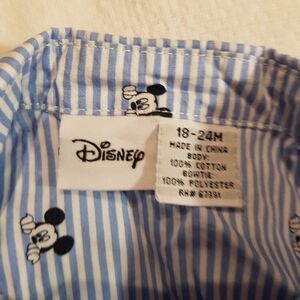 Disney
18-24M
MADE IN CHINA
BODY:
100% COTTON
BOWTIE:
100% POLYESTER
RN# 67391